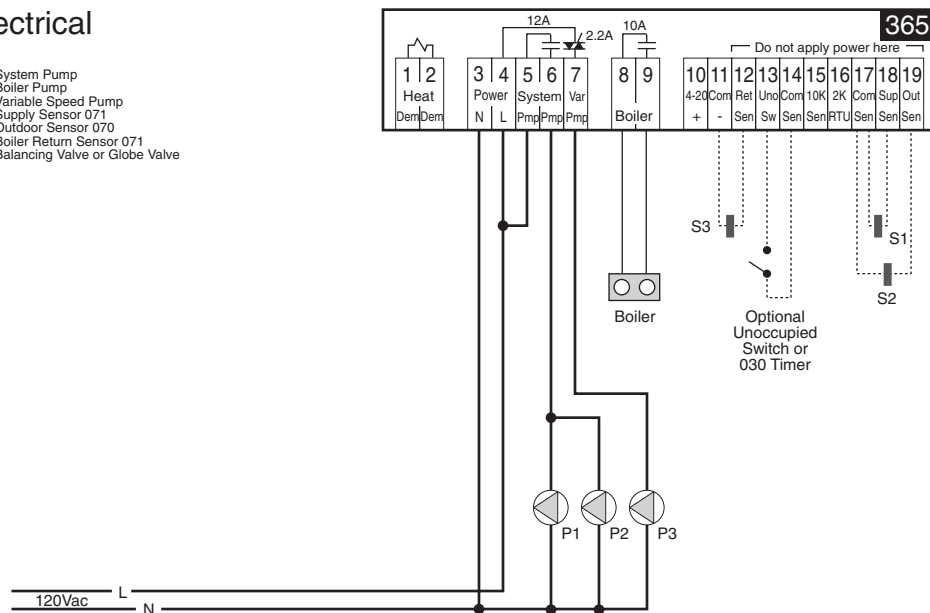 ectrical
System Pump
Boiler Pump
Variable Speed Pump
Supply Sensor 071
Outdoor Sensor 070
Boiler Return Sensor 071
Balancing Valve or Globe Valve
365
12A
2.2A
10A
Do not apply power here
1 2 3 4 5 6 7 8 9 10 11 12 13 14 15 16 17 18 19
Heat Power System Var Boiler 4-20 Com Ret Uno Com 10K 2K Com Sup Out
Dem Dem N L Pmp Pmp Pmp + - Sen Sw Sen Sen RTU Sen Sen Sen
S3
S1
S2
Boiler
Optional
Unoccupied
Switch or
030 Timer
P1 P2 P3
L
120Vac
N